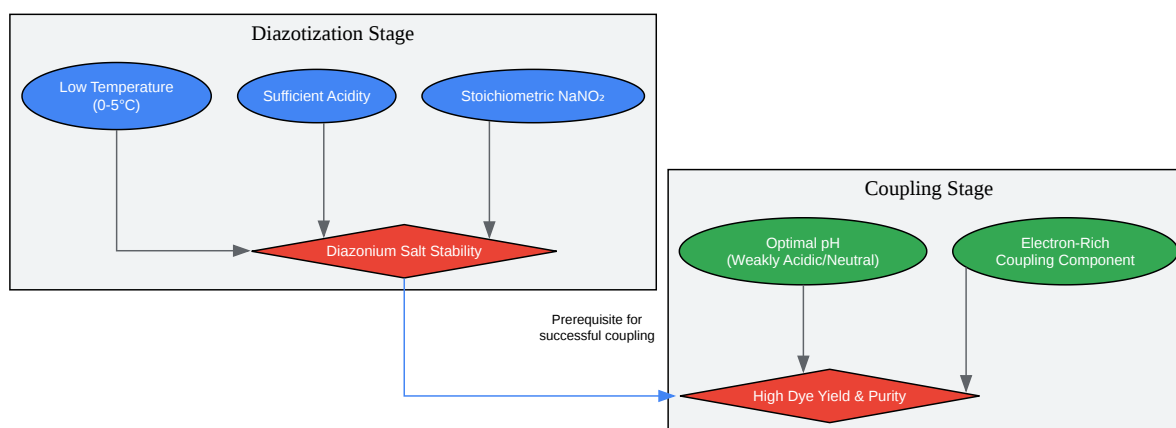 Diazotization Stage
Low Temperature
(0-5°C)
Sufficient Acidity
Stoichiometric NaNO₂
Diazonium Salt Stability
Prerequisite for
successful coupling
Coupling Stage
Optimal pH
(Weakly Acidic/Neutral)
Electron-Rich
Coupling Component
High Dye Yield & Purity